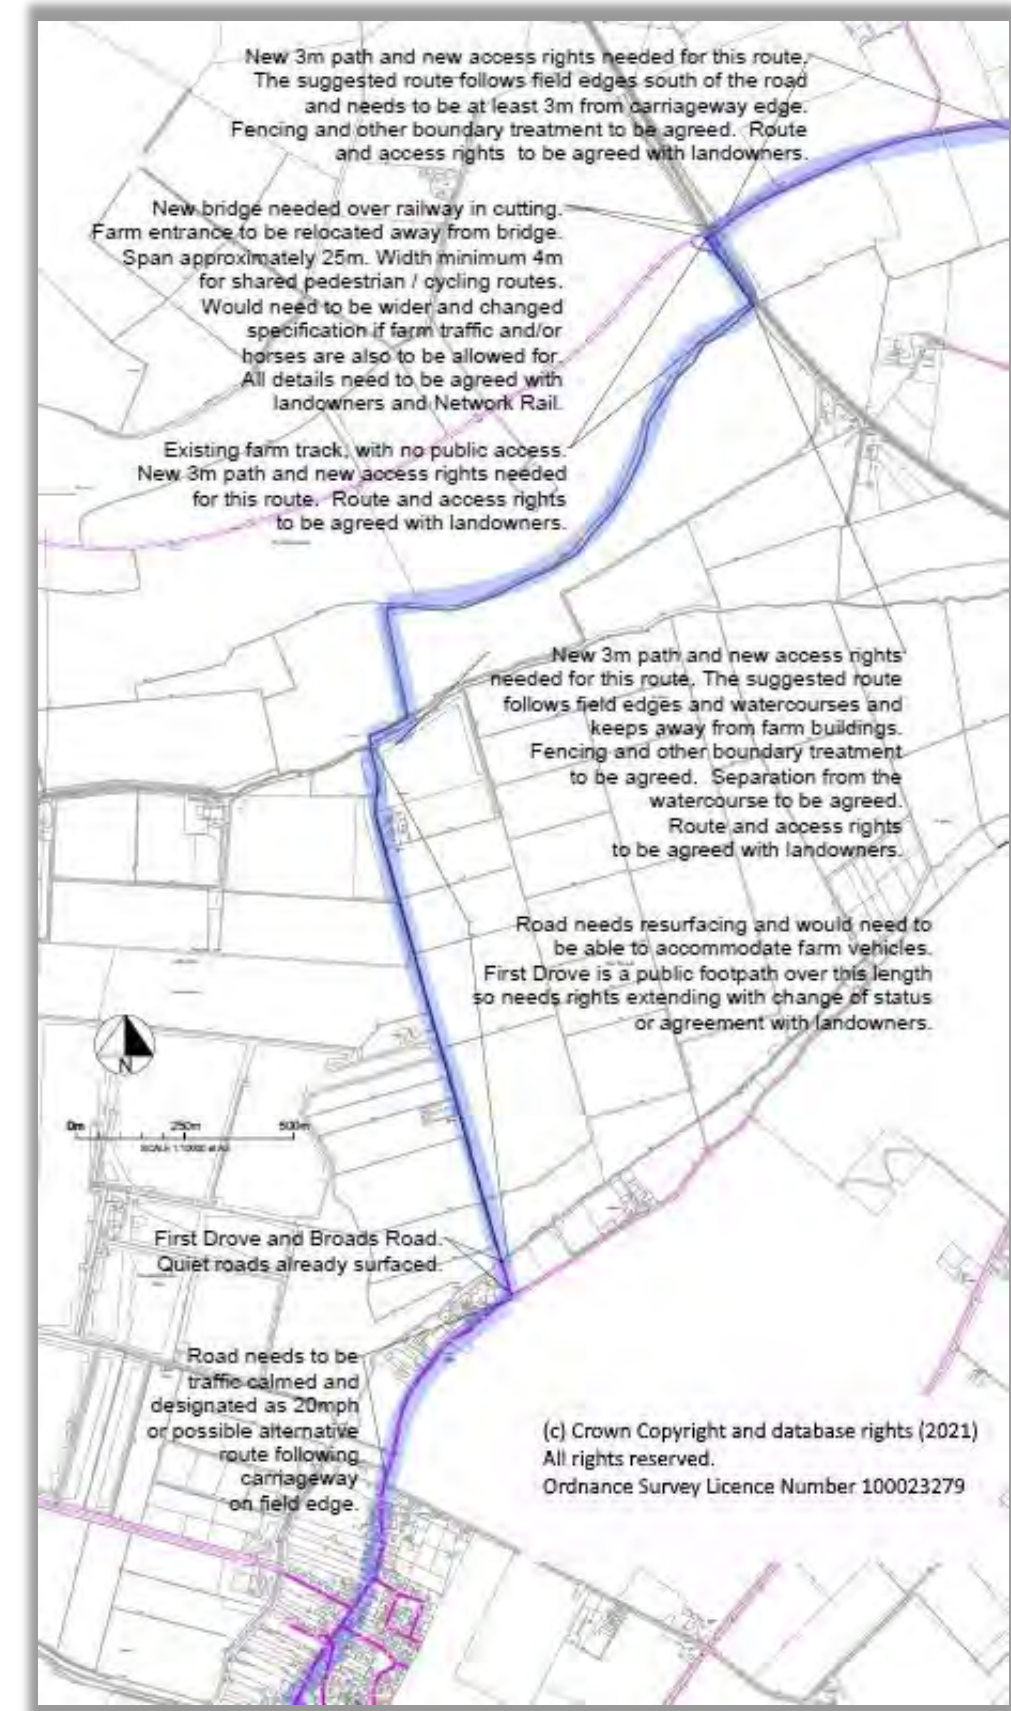 New 3m path and new access rights needed for this route.
The suggested route follows field edges south of the road
and needs to be at least 3m from carriageway edge.
Fencing and other boundary treatment to be agreed. Route
and access rights to be agreed with landowners.
New bridge needed over railway in cutting.
Farm entrance to be relocated away from bridge.
Span approximately 25m. Width minimum 4m
for shared pedestrian / cycling routes.
Would need to be wider and changed
specification if farm traffic and/or
horses are also to be allowed for.
All details need to be agreed with
landowners and Network Rail.
Existing farm track, with no public access.
New 3m path and new access rights needed
for this route. Route and access rights
to be agreed with landowners.
New 3m path and new access rights
needed for this route. The suggested route
follows field edges and watercourses and
keeps away from farm buildings.
Fencing and other boundary treatment
to be agreed. Separation from the
watercourse to be agreed.
Route and access rights
to be agreed with landowners.
Road needs resurfacing and would need to
be able to accommodate farm vehicles.
First Drove is a public footpath over this length
so needs rights extending with change of status
or agreement with landowners.
N
0m 250m 500m
SCALE 1:10000 at A3
First Drove and Broads Road.
Quiet roads already surfaced.
Road needs to be
traffic calmed and
designated as 20mph
or possible alternative
route following
carriageway
on field edge.
(c) Crown Copyright and database rights (2021)
All rights reserved.
Ordnance Survey Licence Number 100023279